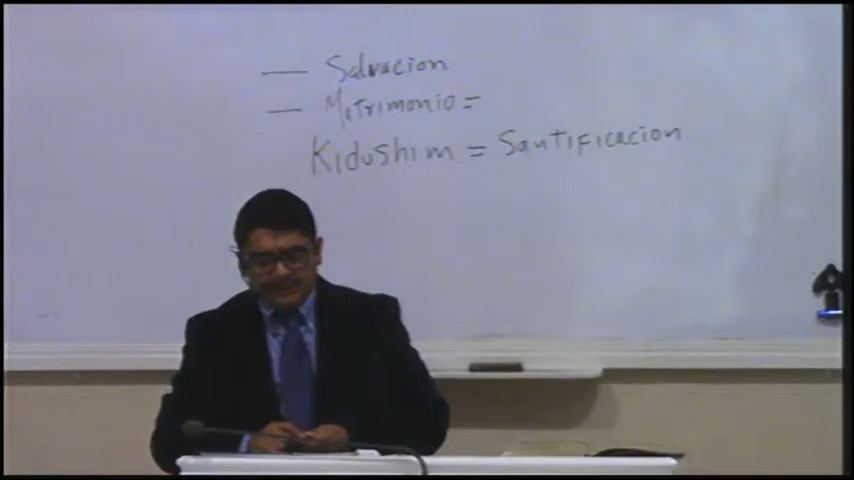 — Salvacion
— Matrimonio =
Kidushim = Santificacion